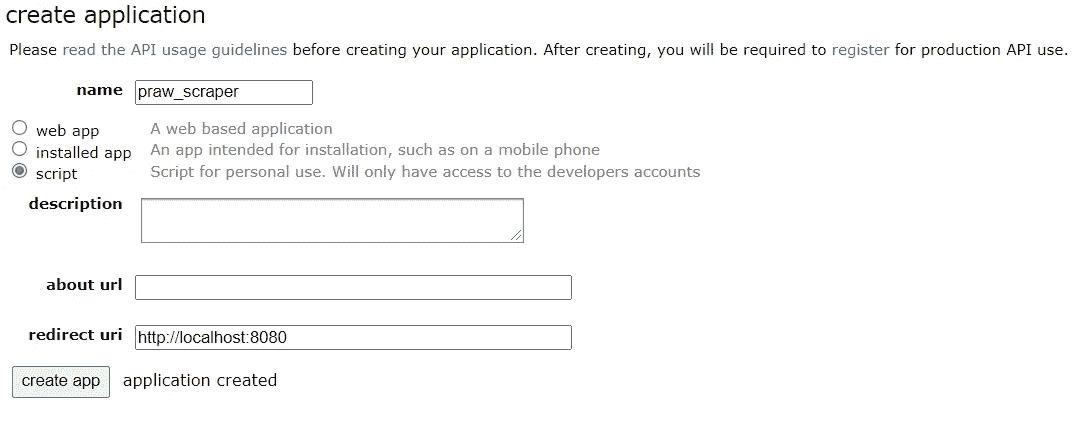 create application
Please read the API usage guidelines before creating your application. After creating, you will be required to register for production API use.
name praw_scraper
web app A web based application
installed app An app intended for installation, such as on a mobile phone
script Script for personal use. Will only have access to the developers accounts
description
about url
redirect uri http://localhost:8080
create app application created